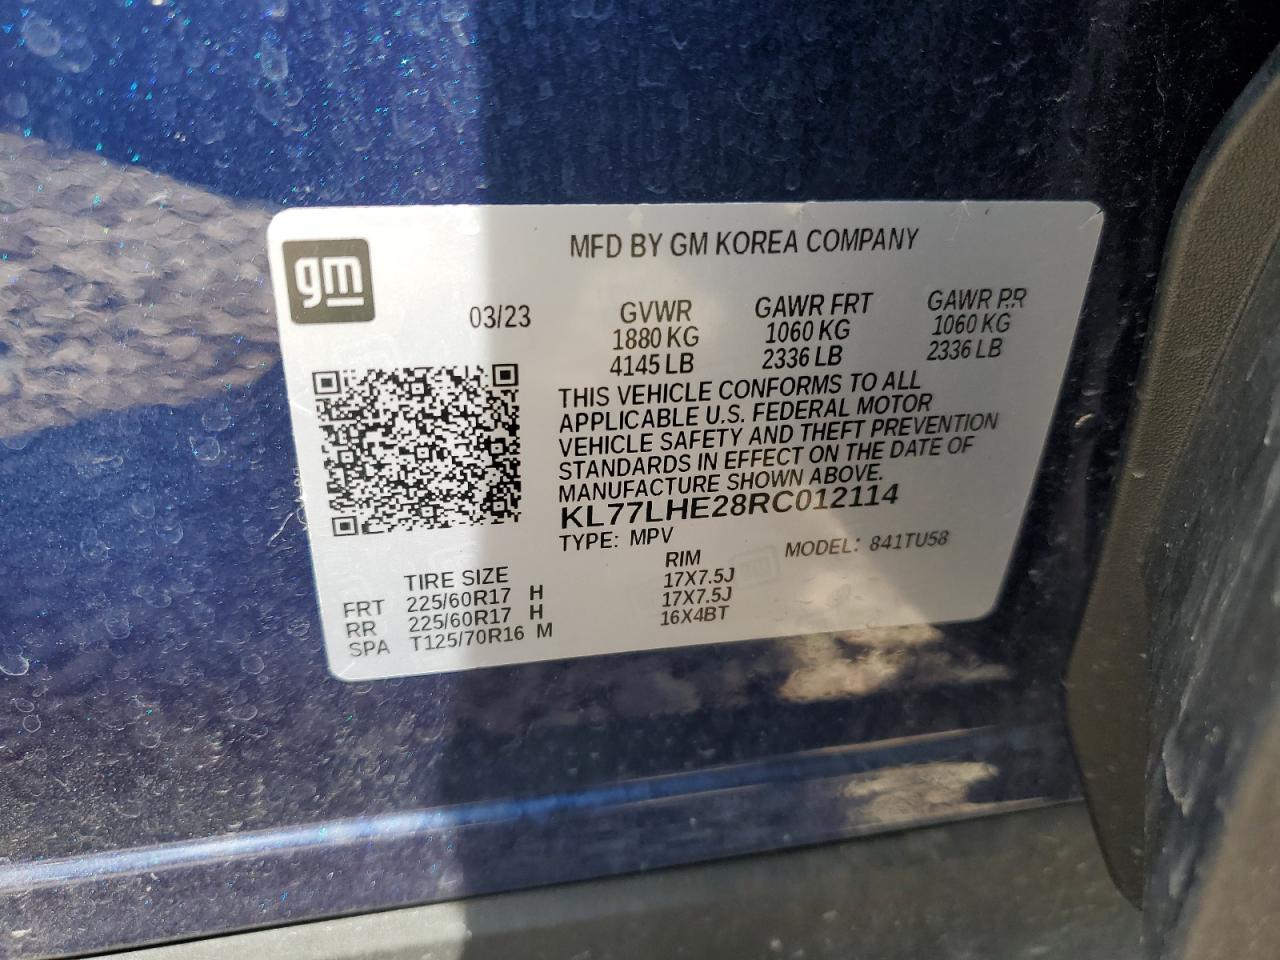 gm
MFD BY GM KOREA COMPANY
03/23
GVWR GAWR FRT GAWR RR
1880 KG 1060 KG 1060 KG
4145 LB 2336 LB 2336 LB
THIS VEHICLE CONFORMS TO ALL
APPLICABLE U.S. FEDERAL MOTOR
VEHICLE SAFETY AND THEFT PREVENTION
STANDARDS IN EFFECT ON THE DATE OF
MANUFACTURE SHOWN ABOVE.
KL77LHE28RC012114
TYPE: MPV MODEL: 841TU58
TIRE SIZE RIM
FRT 225/60R17 H 17X7.5J
RR 225/60R17 H 17X7.5J
SPA T125/70R16 M 16X4BT